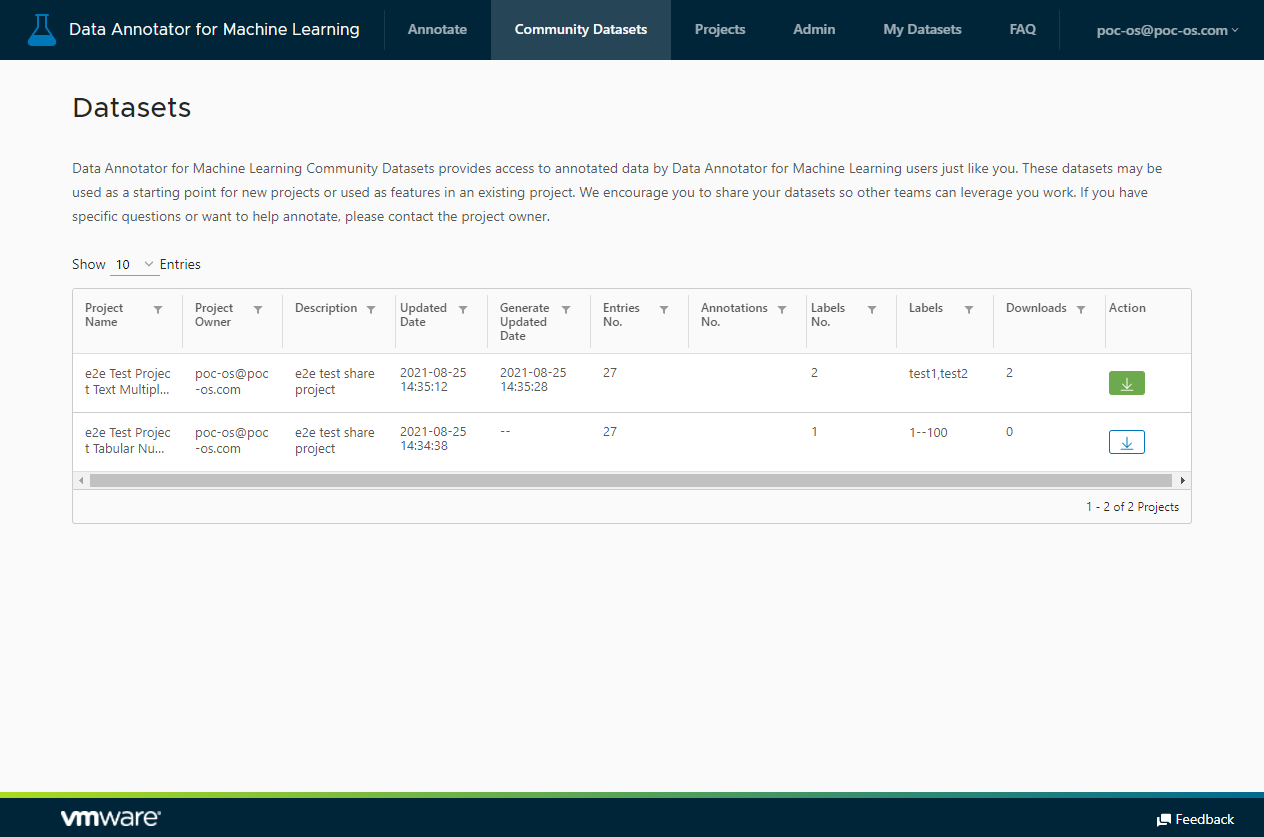 Data Annotator for Machine Learning
Annotate
Community Datasets
Projects
Admin
My Datasets
FAQ
poc-os@poc-os.com
Datasets
Data Annotator for Machine Learning Community Datasets provides access to annotated data by Data Annotator for Machine Learning users just like you. These datasets may be
used as a starting point for new projects or used as features in an existing project. We encourage you to share your datasets so other teams can leverage you work. If you have
specific questions or want to help annotate, please contact the project owner.
Show 10 Entries
Project
Name
Project
Owner
Description
Updated
Date
Generate
Updated
Date
Entries
No.
Annotations
No.
Labels
No.
Labels
Downloads
Action
e2e Test Projec
t Text Multipl...
poc-os@poc
-os.com
e2e test share
project
2021-08-25
14:35:12
2021-08-25
14:35:28
27
2
test1,test2
2
e2e Test Projec
t Tabular Nu...
poc-os@poc
-os.com
e2e test share
project
2021-08-25
14:34:38
--
27
1
1--100
0
1 - 2 of 2 Projects
vmware
Feedback